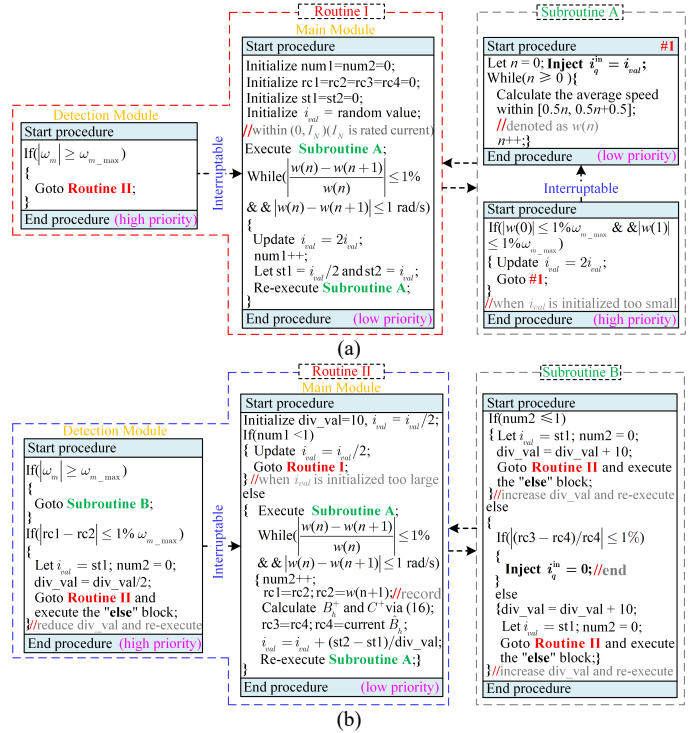 Routine I
Main Module
Start procedure
Initialize num1=num2=0;
Initialize rc1=rc2=rc3=rc4=0;
Initialize st1=st2=0;
Initialize i_val = random value;
//within (0, I_N)(I_N is rated current)
Execute Subroutine A;
While(|w(n) − w(n+1) / w(n)| ≤ 1%
& & |w(n) − w(n+1)| ≤ 1 rad/s)
{
Update i_val = 2i_val;
num1++;
Let st1 = i_val/2 and st2 = i_val;
Re-execute Subroutine A;
}
End procedure (low priority)
Detection Module
Start procedure
If(|ω_m| ≥ ω_m_max)
{
Goto Routine II;
}
End procedure (high priority)
Interruptable
Subroutine A
Start procedure #1
Let n = 0; Inject i_q^in = i_val;
While(n ≥ 0 ){
Calculate the average speed
within [0.5n, 0.5n+0.5];
//denoted as w(n)
n++;}
(low priority)
Interruptable
If(|w(0)| ≤ 1%ω_m_max & &|w(1)|
≤ 1%ω_m_max)
{ Update i_val = 2i_val;
Goto #1;
}
//when i_val is initialized too small
End procedure (high priority)
(a)
Routine II
Main Module
Start procedure
Initialize div_val=10, i_val = i_val/2;
If(num1 <1)
{ Update i_val = i_val/2;
Goto Routine I;
} //when i_val is initialized too large
else
{ Execute Subroutine A;
While(|w(n) − w(n+1) / w(n)| ≤ 1%
& & |w(n) − w(n+1)| ≤ 1 rad/s)
{num2++;
rc1=rc2; rc2=w(n+1);//record
Calculate B_h^+ and C^+ via (16);
rc3=rc4; rc4=current B̂_h;
i_val = i_val + (st2 − st1)/div_val;
Re-execute Subroutine A;}
}
End procedure (low priority)
Detection Module
Start procedure
If(|ω_m| ≥ ω_m_max)
{
Goto Subroutine B;
}
If(|rc1 − rc2| ≤ 1% ω_m_max)
{
Let i_val = st1; num2 = 0;
div_val = div_val/2;
Goto Routine II and
execute the "else" block;
}//reduce div_val and re-execute
End procedure (high priority)
Interruptable
Subroutine B
Start procedure
If(num2 ≤1)
{ Let i_val = st1; num2 = 0;
div_val = div_val + 10;
Goto Routine II and execute
the "else" block;
}//increase div_val and re-execute
else
{
If(|(rc3 − rc4)/rc4| ≤ 1%)
{
Inject i_q^in = 0;//end
}
else
{div_val = div_val + 10;
Let i_val = st1; num2 = 0;
Goto Routine II and execute
the "else" block;}
}//increase div_val and re-execute
End procedure
(b)